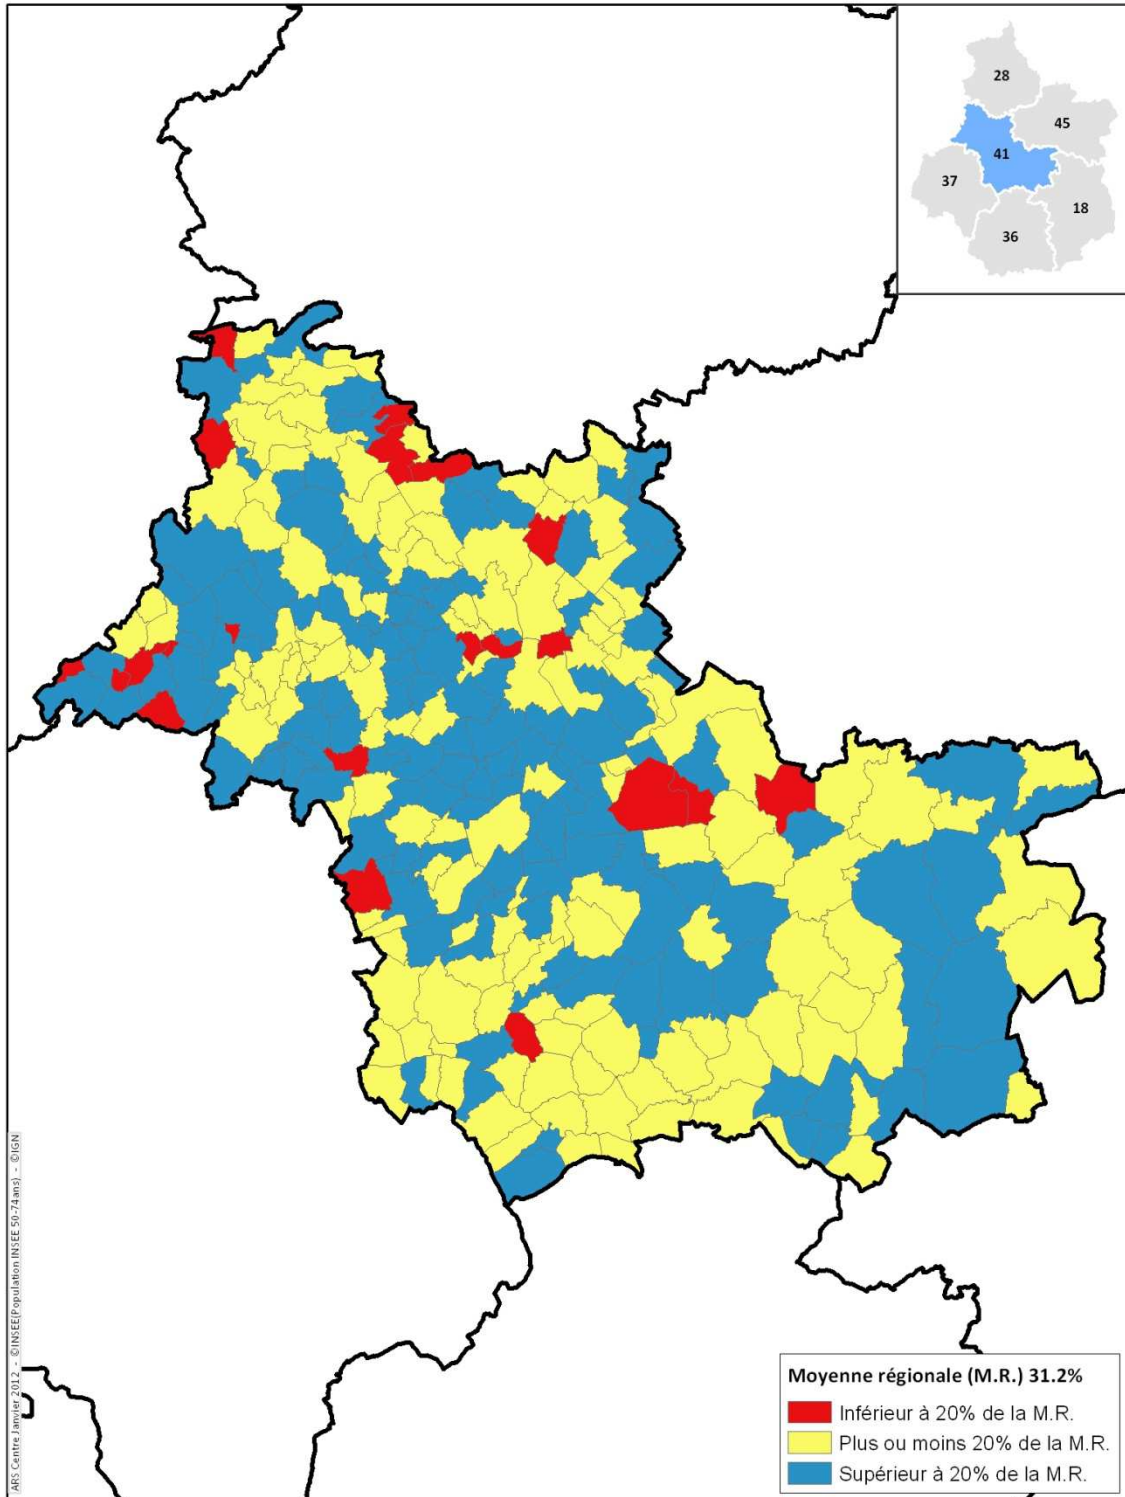 28
45
41
37
18
36
Moyenne régionale (M.R.) 31.2%
Inférieur à 20% de la M.R.
Plus ou moins 20% de la M.R.
Supérieur à 20% de la M.R.
ARS Centre Janvier 2012 - ©INSEE(Population INSEE 50-74ans) - ©IGN